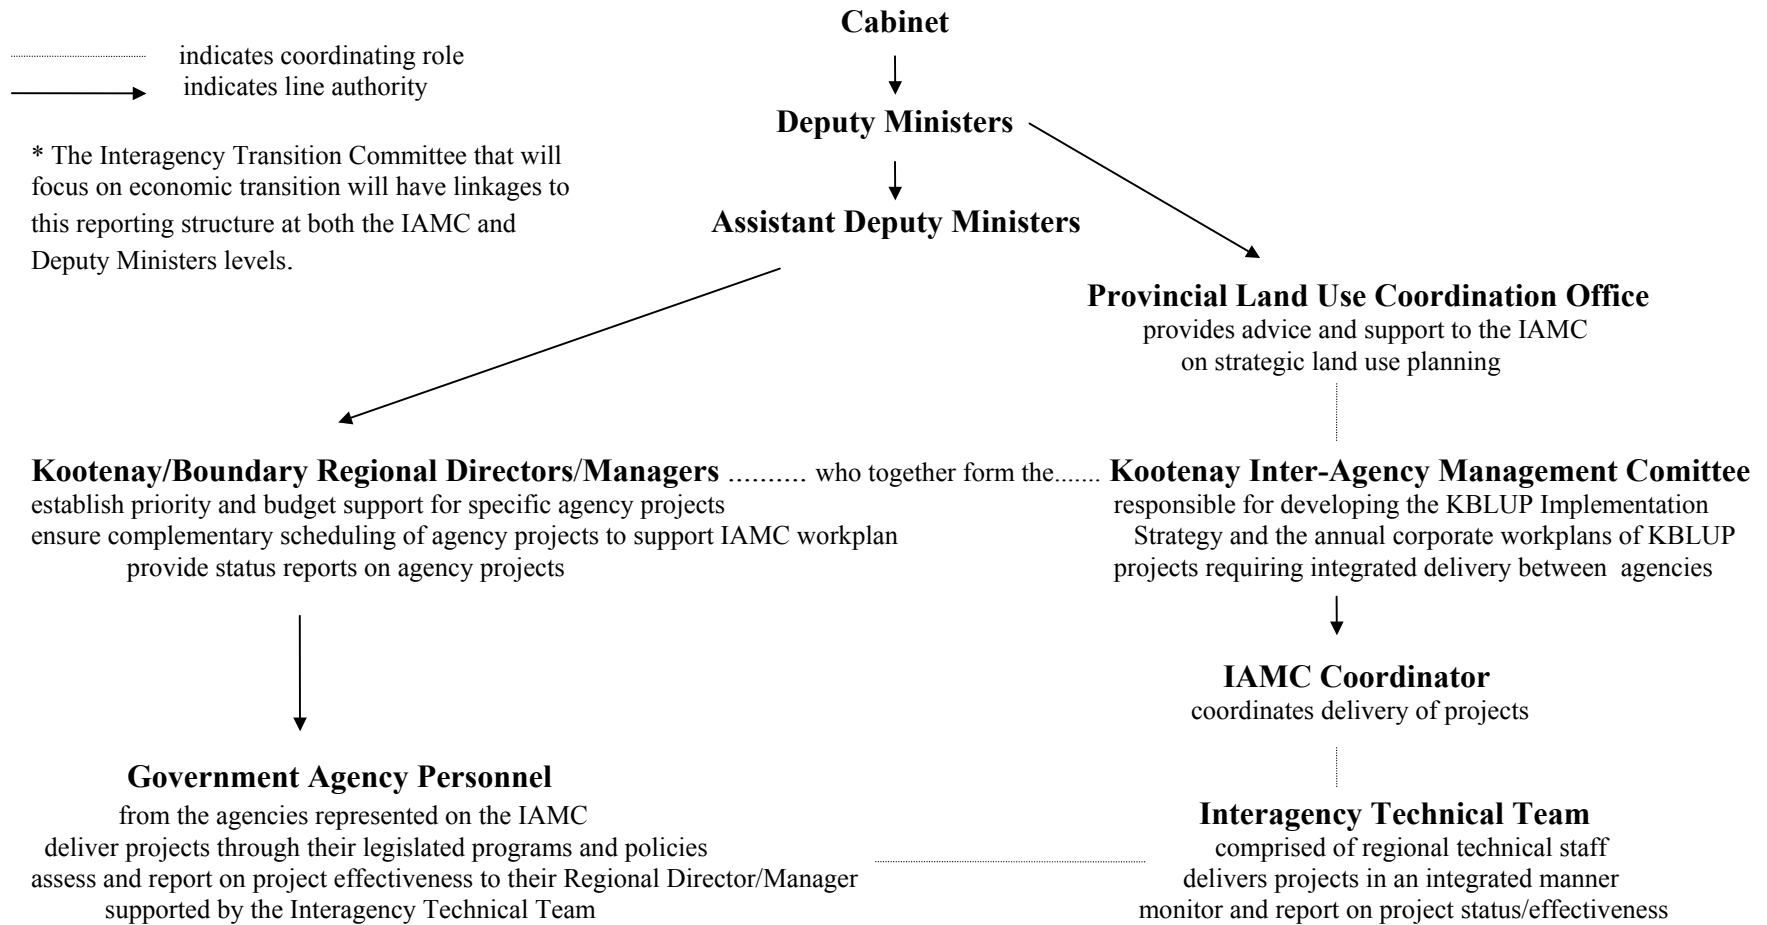 Cabinet
indicates coordinating role
indicates line authority
Deputy Ministers
* The Interagency Transition Committee that will
focus on economic transition will have linkages to
this reporting structure at both the IAMC and
Deputy Ministers levels.
Assistant Deputy Ministers
Provincial Land Use Coordination Office
provides advice and support to the IAMC
on strategic land use planning
Kootenay/Boundary Regional Directors/Managers .......... who together form the....... Kootenay Inter-Agency Management Comittee
establish priority and budget support for specific agency projects
ensure complementary scheduling of agency projects to support IAMC workplan
provide status reports on agency projects
responsible for developing the KBLUP Implementation
Strategy and the annual corporate workplans of KBLUP
projects requiring integrated delivery between agencies
IAMC Coordinator
coordinates delivery of projects
Government Agency Personnel
from the agencies represented on the IAMC
deliver projects through their legislated programs and policies
assess and report on project effectiveness to their Regional Director/Manager
supported by the Interagency Technical Team
Interagency Technical Team
comprised of regional technical staff
delivers projects in an integrated manner
monitor and report on project status/effectiveness